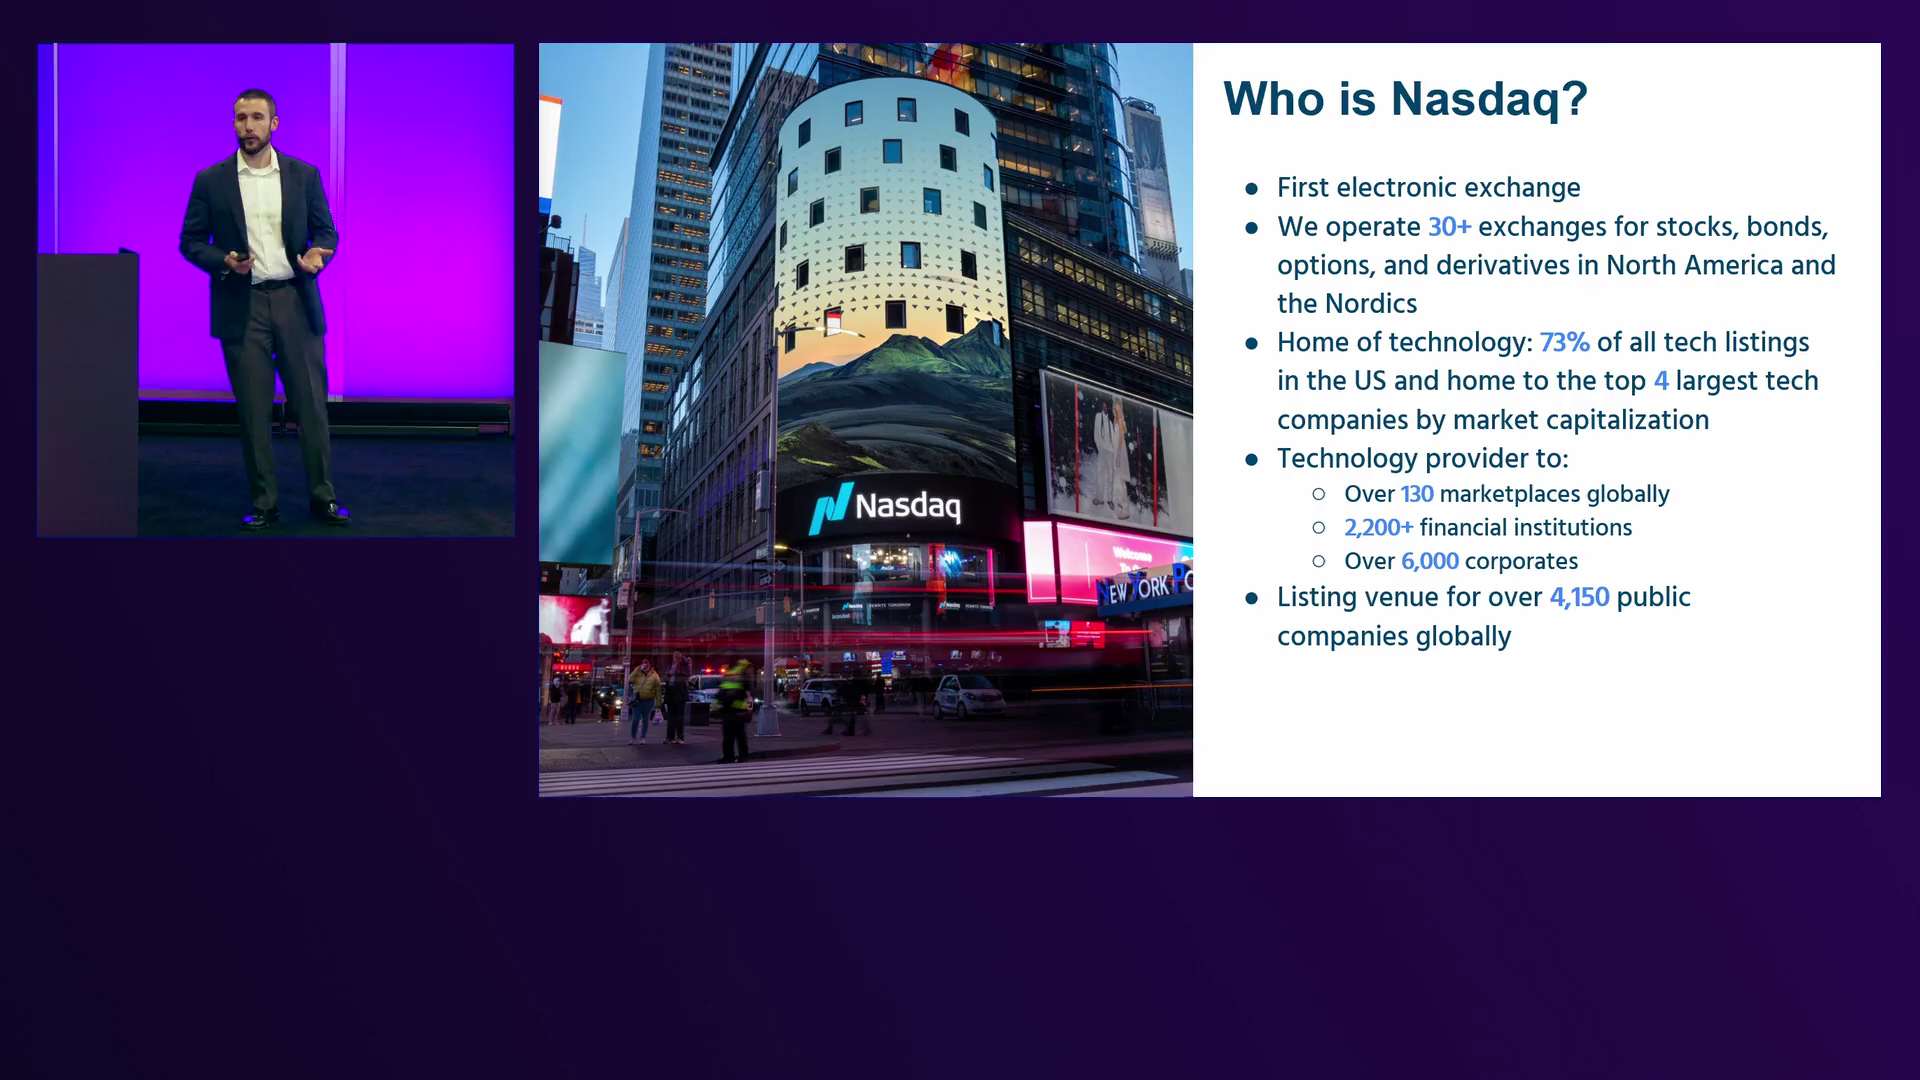 Who is Nasdaq?
● First electronic exchange
● We operate 30+ exchanges for stocks, bonds,
options, and derivatives in North America and
the Nordics
● Home of technology: 73% of all tech listings
in the US and home to the top 4 largest tech
companies by market capitalization
● Technology provider to:
○ Over 130 marketplaces globally
○ 2,200+ financial institutions
○ Over 6,000 corporates
● Listing venue for over 4,150 public
companies globally
Nasdaq
Welcome
NEW YORK PO